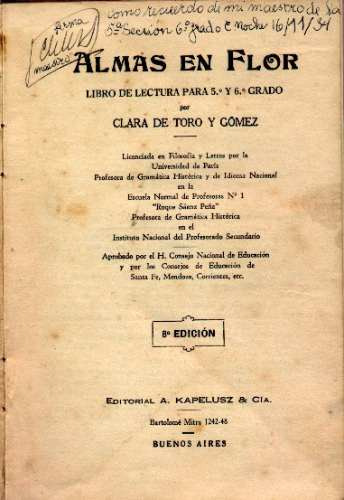 como recuerdo de mi maestro de la
5ª Sección 6º grado C noche 16/11/34
maestro
ALMAS EN FLOR
LIBRO DE LECTURA PARA 5.º Y 6.º GRADO
por
CLARA DE TORO Y GÓMEZ
Licenciada en Filosofía y Letras por la
Universidad de París
Profesora de Gramática Histórica y de Idioma Nacional
en la
Escuela Normal de Profesores Nº 1
"Roque Sáenz Peña"
Profesora de Gramática Histórica
en el
Instituto Nacional del Profesorado Secundario
Aprobado por el H. Consejo Nacional de Educación
y por los Consejos de Educación de
Santa Fe, Mendoza, Corrientes, etc.
8ª EDICIÓN
EDITORIAL A. KAPELUSZ & CÍA.
Bartolomé Mitre 1242-48
BUENOS AIRES